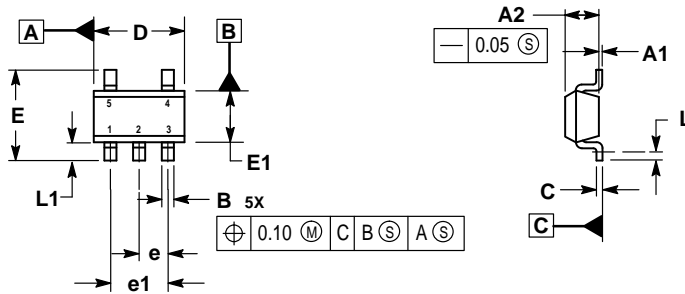 A
D
B
A2
— 0.05 Ⓢ
A1
E
5 4
1 2 3
L
E1
L1
B 5X
C
⌖ 0.10 Ⓜ C B Ⓢ A Ⓢ
C
e
e1